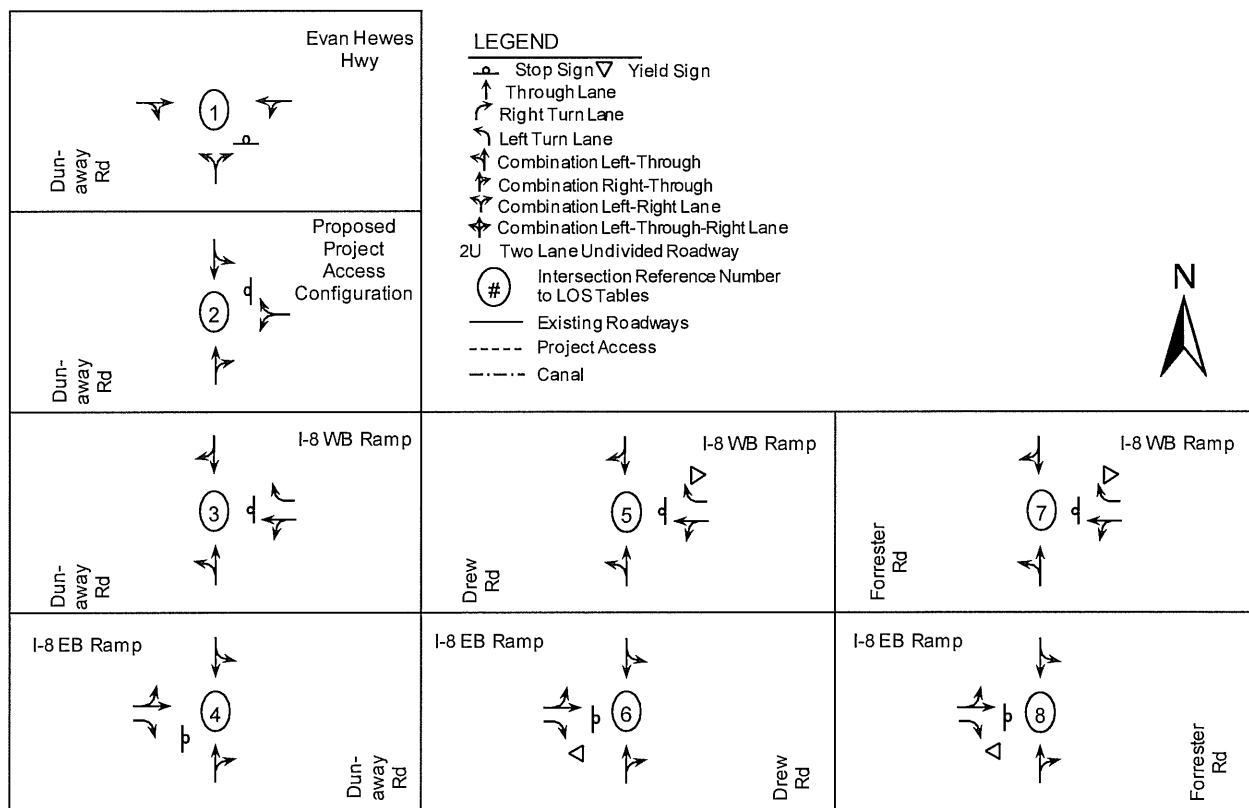 Evan Hewes
Hwy
1
Dun-
away
Rd
LEGEND
Stop Sign Yield Sign
Through Lane
Right Turn Lane
Left Turn Lane
Combination Left-Through
Combination Right-Through
Combination Left-Right Lane
Combination Left-Through-Right Lane
2U Two Lane Undivided Roadway
# Intersection Reference Number
to LOS Tables
Existing Roadways
Project Access
Canal
N
Proposed
Project
Access
Configuration
2
Dun-
away
Rd
I-8 WB Ramp
3
Dun-
away
Rd
I-8 WB Ramp
5
Drew
Rd
I-8 WB Ramp
7
Forrester
Rd
I-8 EB Ramp
4
Dun-
away
Rd
I-8 EB Ramp
6
Drew
Rd
I-8 EB Ramp
8
Forrester
Rd